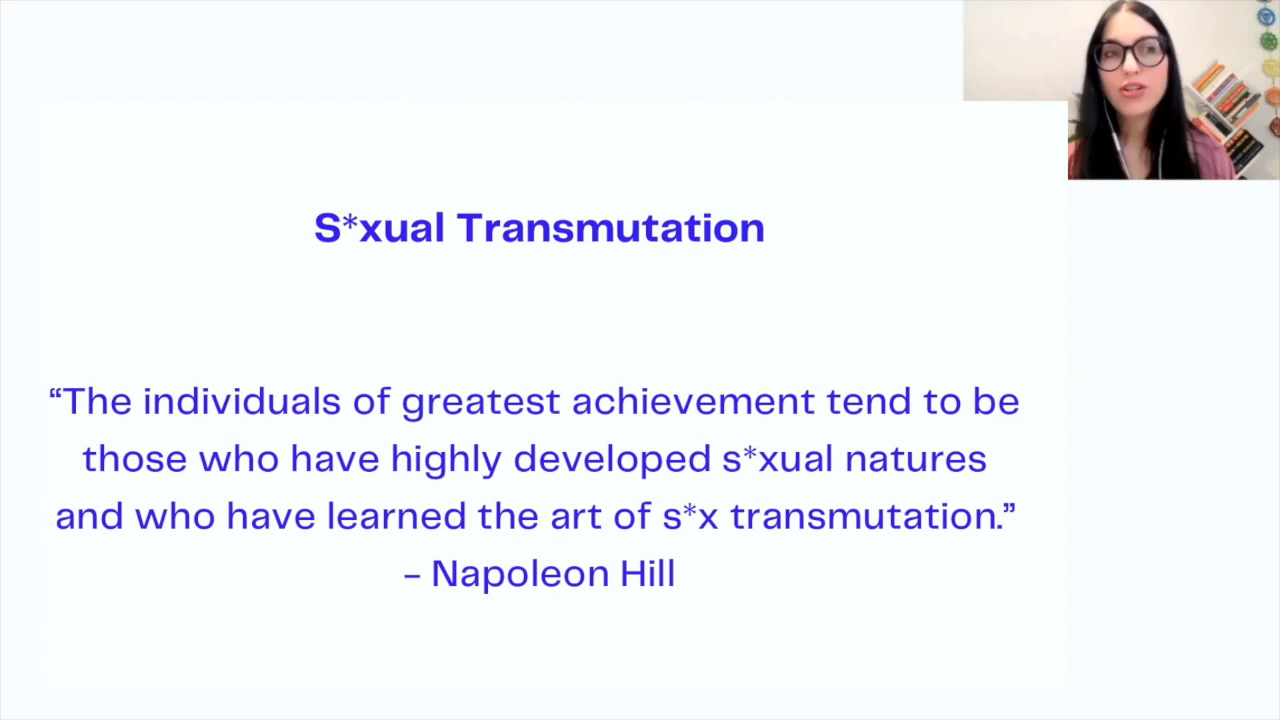 S*xual Transmutation
“The individuals of greatest achievement tend to be
those who have highly developed s*xual natures
and who have learned the art of s*x transmutation.”
– Napoleon Hill